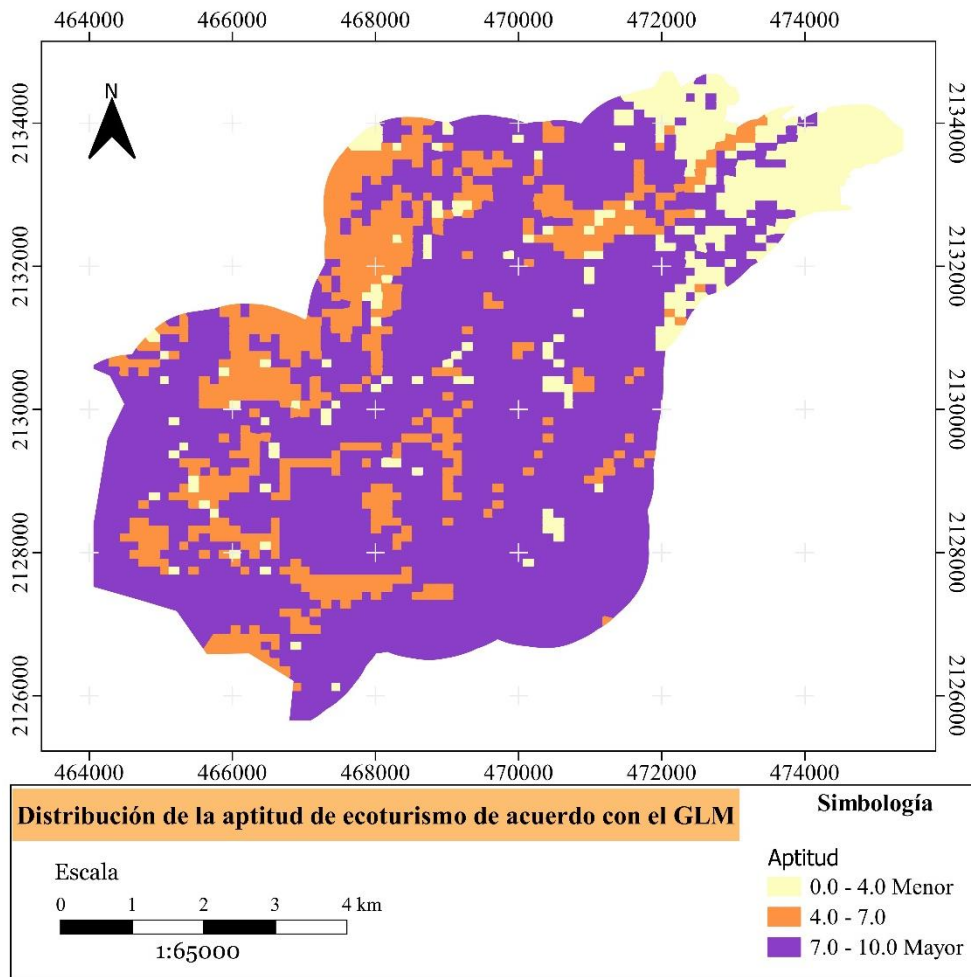 464000 466000 468000 470000 472000 474000
N
2134000 2134000
2132000 2132000
2130000 2130000
2128000 2128000
2126000 2126000
464000 466000 468000 470000 472000 474000
Distribución de la aptitud de ecoturismo de acuerdo con el GLM
Escala
0 1 2 3 4 km
1:65000
Simbología
Aptitud
0.0 - 4.0 Menor
4.0 - 7.0
7.0 - 10.0 Mayor